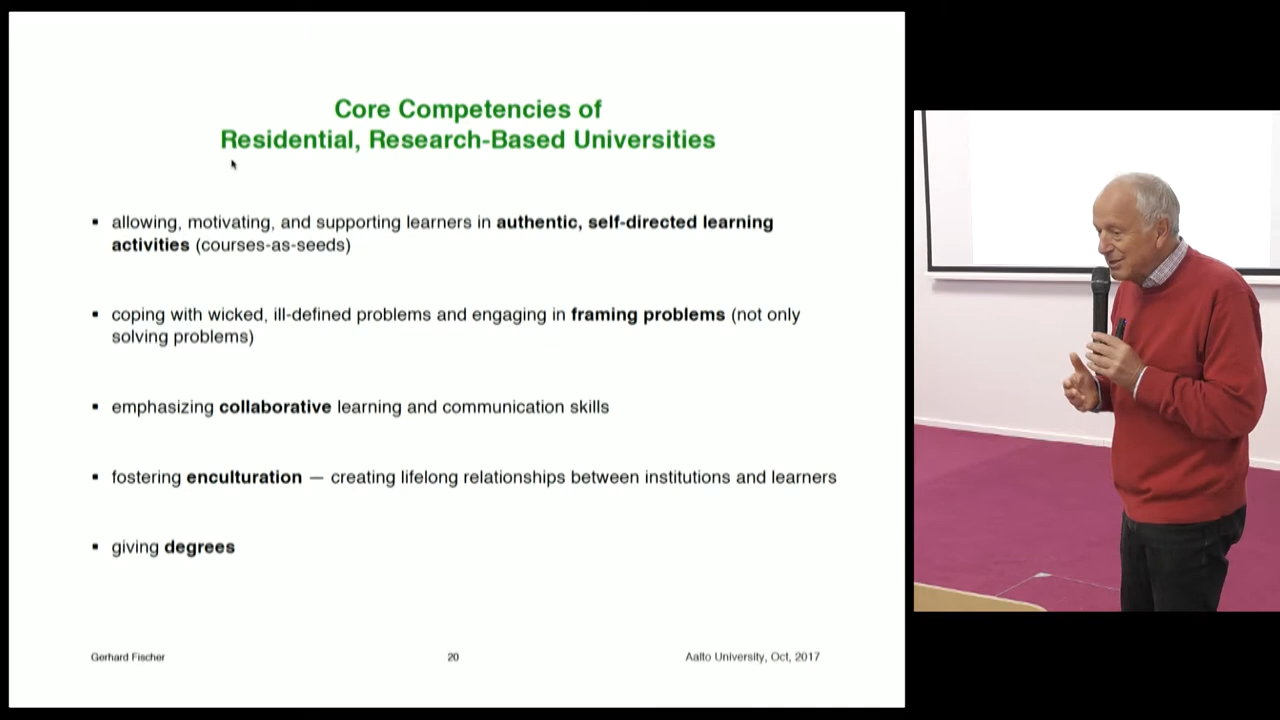 Core Competencies of
Residential, Research-Based Universities
▪ allowing, motivating, and supporting learners in authentic, self-directed learning
activities (courses-as-seeds)
▪ coping with wicked, ill-defined problems and engaging in framing problems (not only
solving problems)
▪ emphasizing collaborative learning and communication skills
▪ fostering enculturation — creating lifelong relationships between institutions and learners
▪ giving degrees
Gerhard Fischer
20
Aalto University, Oct, 2017